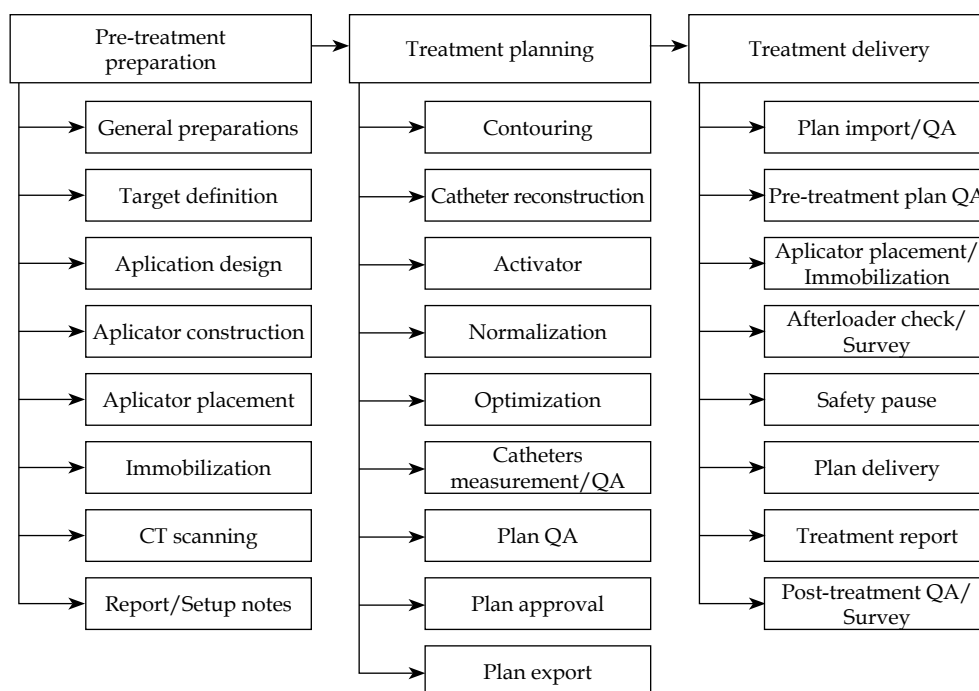 Pre-treatment
preparation
General preparations
Target definition
Aplication design
Aplicator construction
Aplicator placement
Immobilization
CT scanning
Report/Setup notes
Treatment planning
Contouring
Catheter reconstruction
Activator
Normalization
Optimization
Catheters
measurement/QA
Plan QA
Plan approval
Plan export
Treatment delivery
Plan import/QA
Pre-treatment plan QA
Aplicator placement/
Immobilization
Afterloader check/
Survey
Safety pause
Plan delivery
Treatment report
Post-treatment QA/
Survey